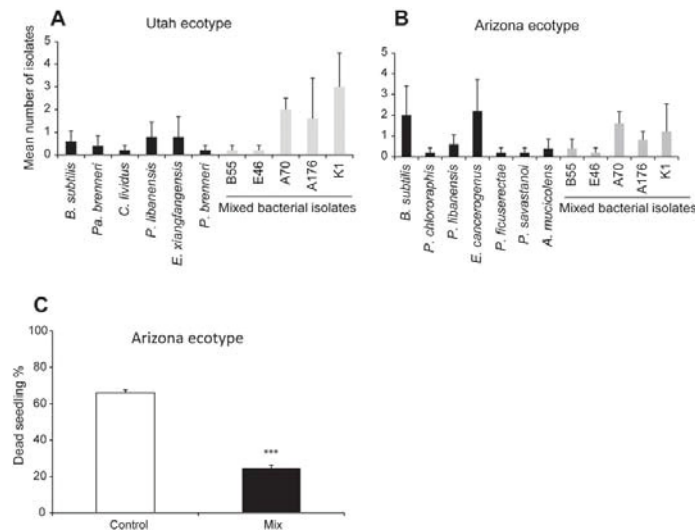 A
Utah ecotype
Mean number of isolates
5
4
3
2
1
0
B. subtilis
Pa. brenneri
C. lividus
P. libanensis
E. xiangfangensis
P. brenneri
B55
E46
A70
A176
K1
Mixed bacterial isolates
B
Arizona ecotype
5
4
3
2
1
0
B. subtilis
P. chlororaphis
P. libanensis
E. cancerogenus
P. ficuserectae
P. savastanoi
A. mucicolens
B55
E46
A70
A176
K1
Mixed bacterial isolates
C
Arizona ecotype
Dead seedling %
100
80
60
40
20
0
***
Control
Mix